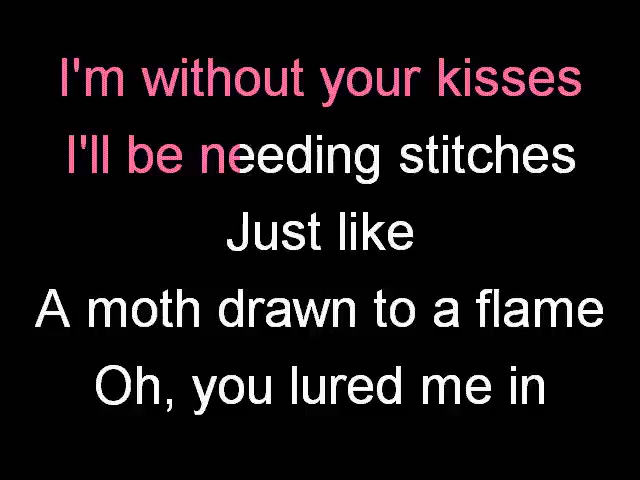 I'm without your kisses
I'll be needing stitches
Just like
A moth drawn to a flame
Oh, you lured me in